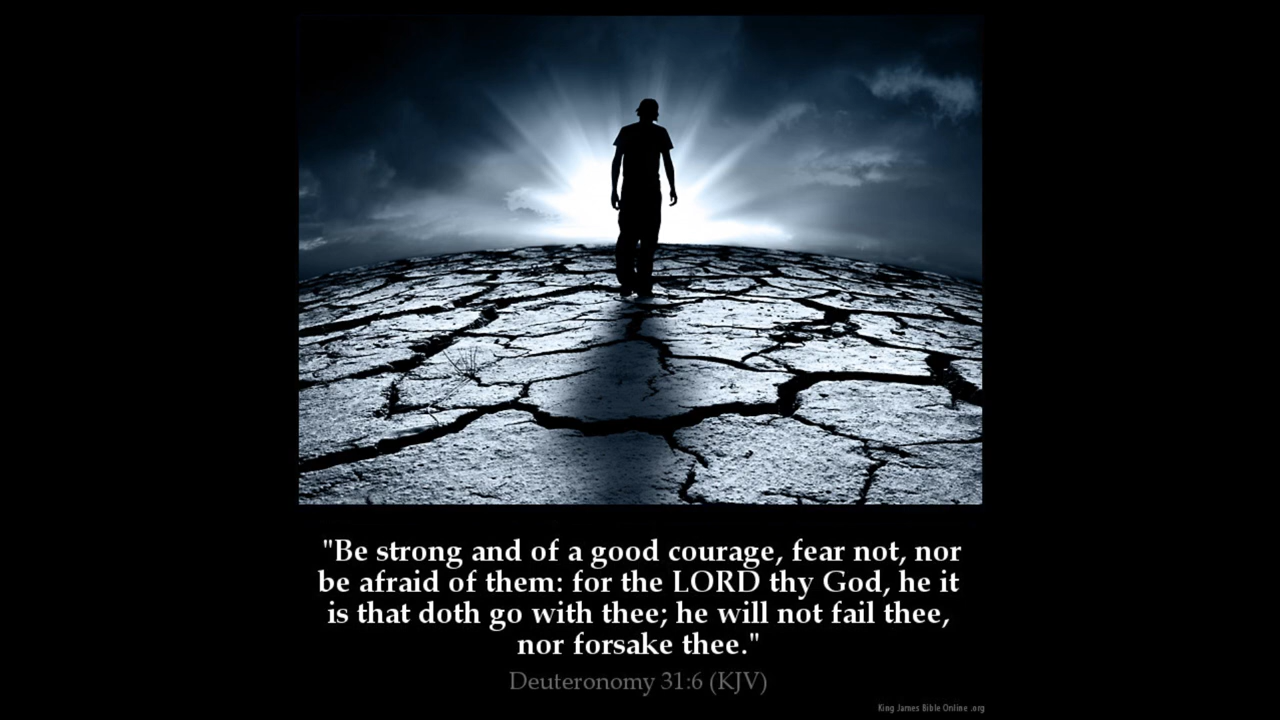 "Be strong and of a good courage, fear not, nor
be afraid of them: for the LORD thy God, he it
is that doth go with thee; he will not fail thee,
nor forsake thee."
Deuteronomy 31:6 (KJV)
King James Bible Online .org